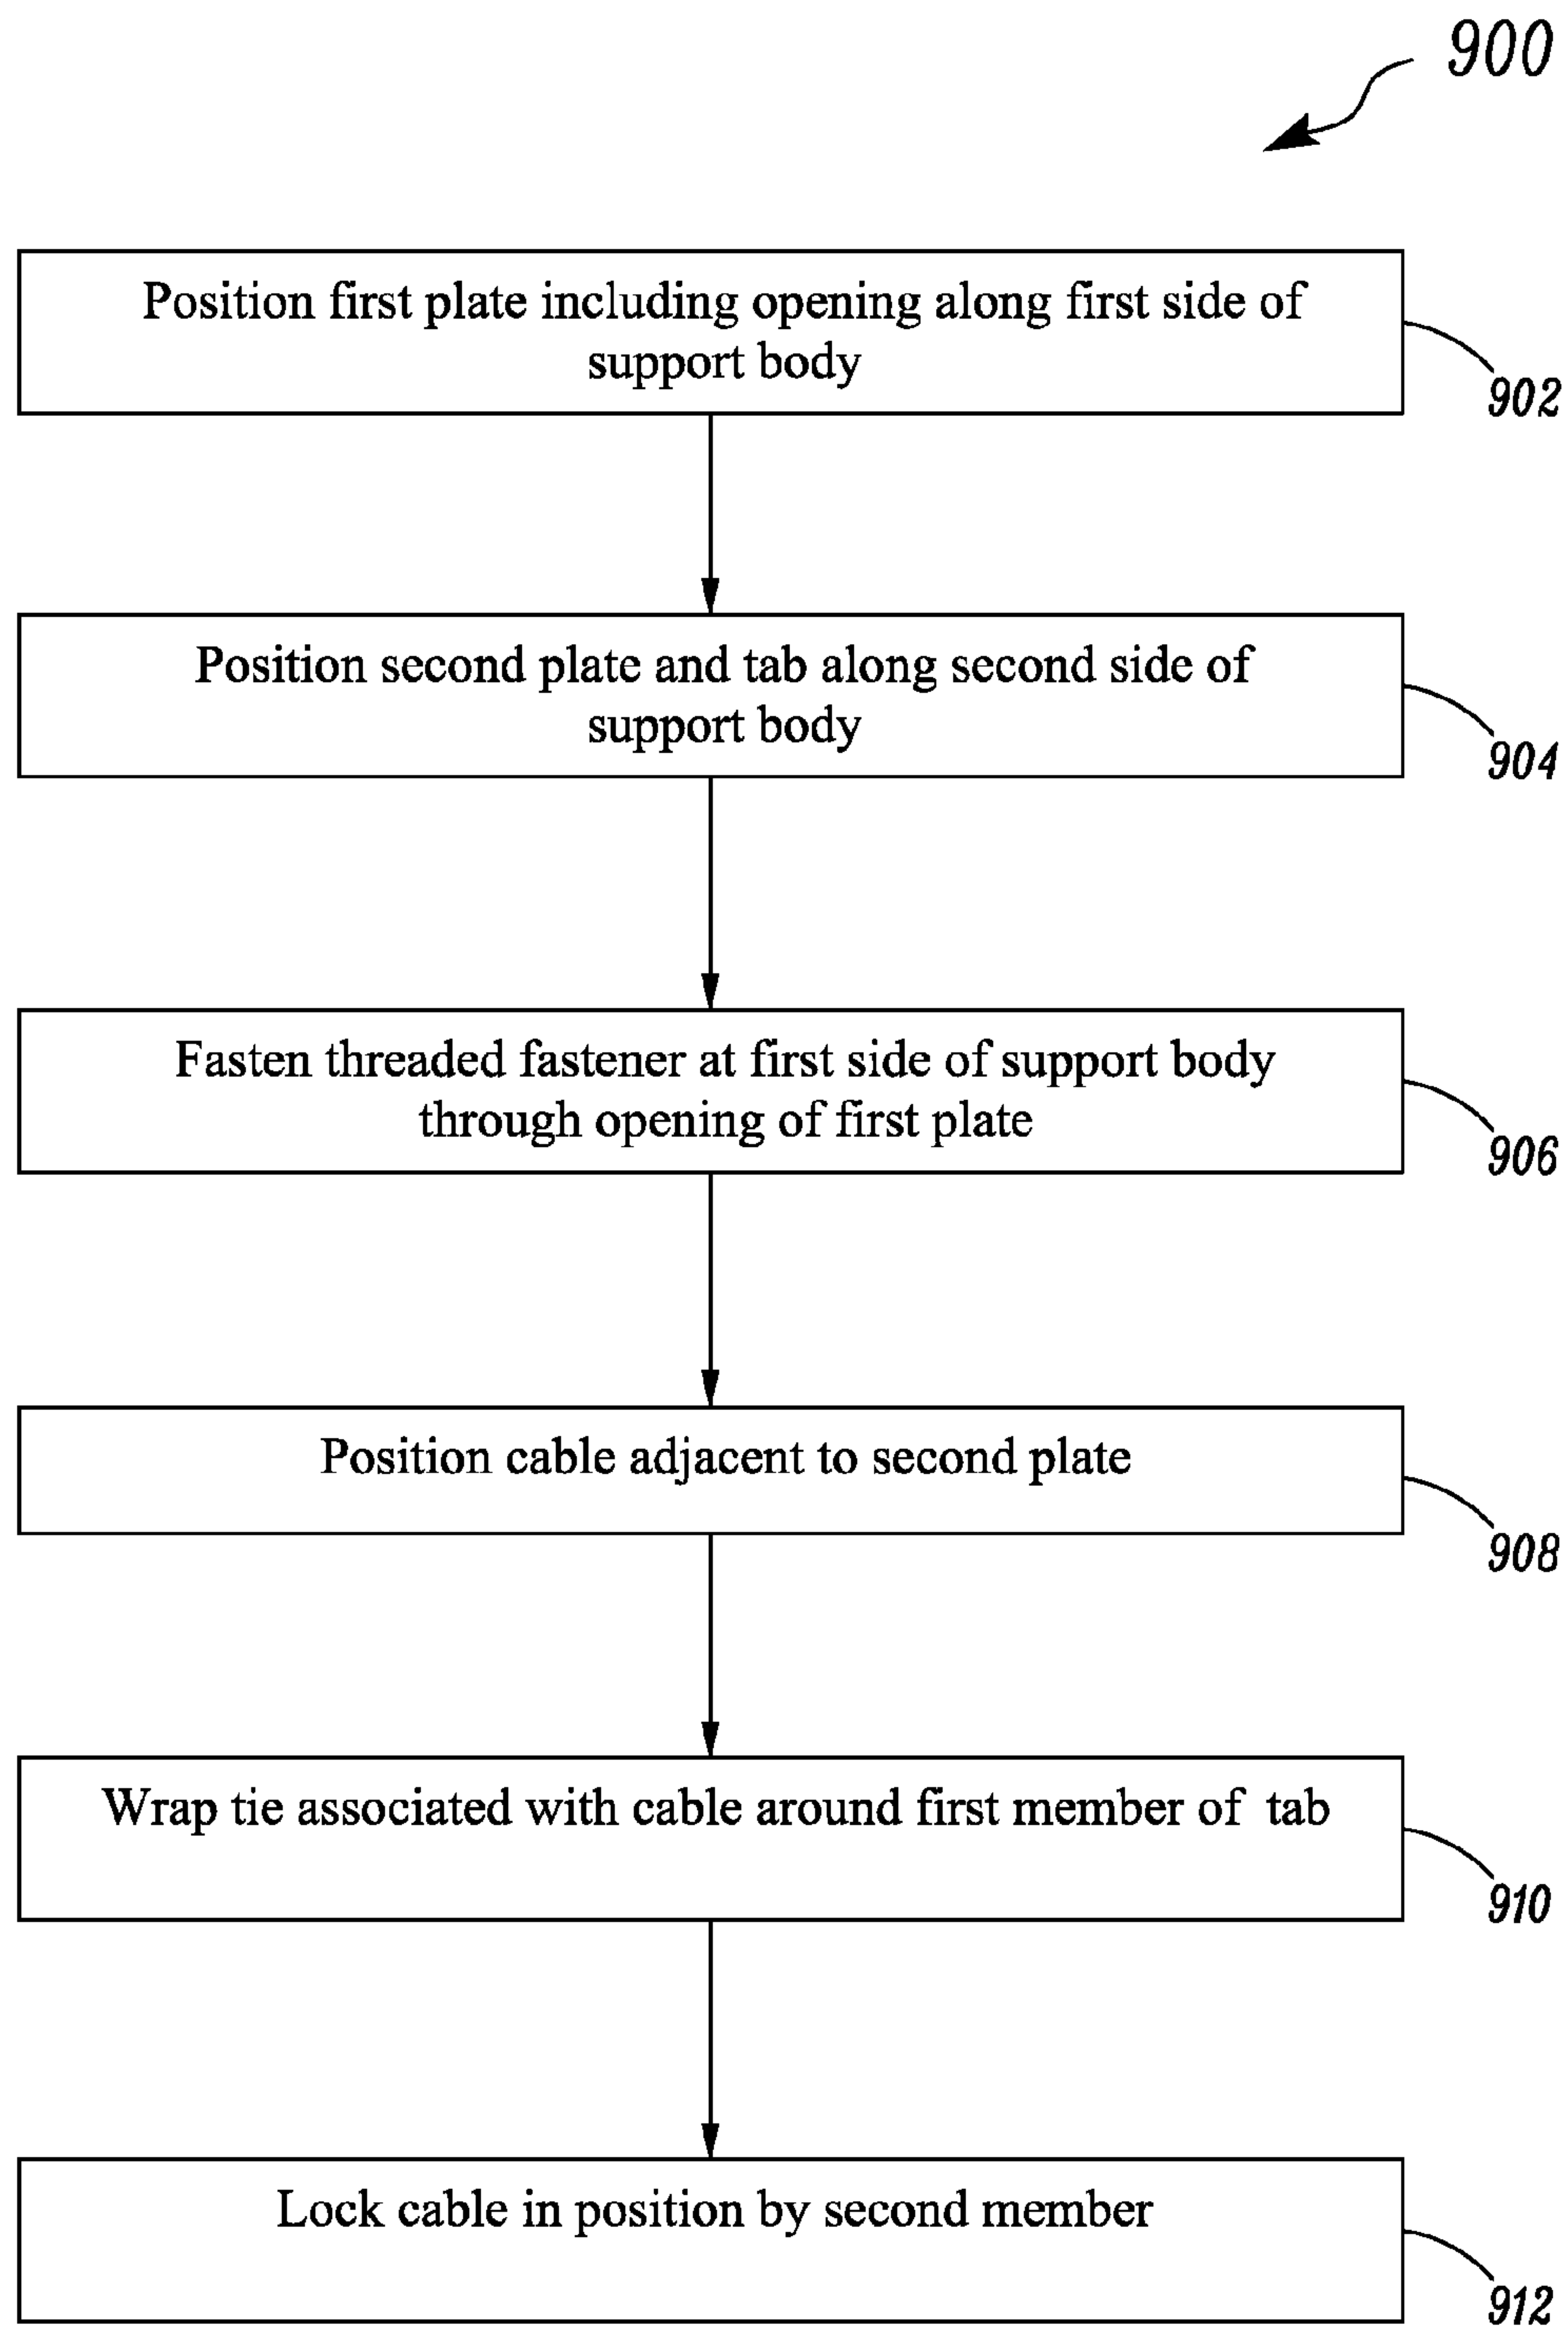 900
Position first plate including opening along first side of
support body
902
Position second plate and tab along second side of
support body
904
Fasten threaded fastener at first side of support body
through opening of first plate
906
Position cable adjacent to second plate
908
Wrap tie associated with cable around first member of tab
910
Lock cable in position by second member
912